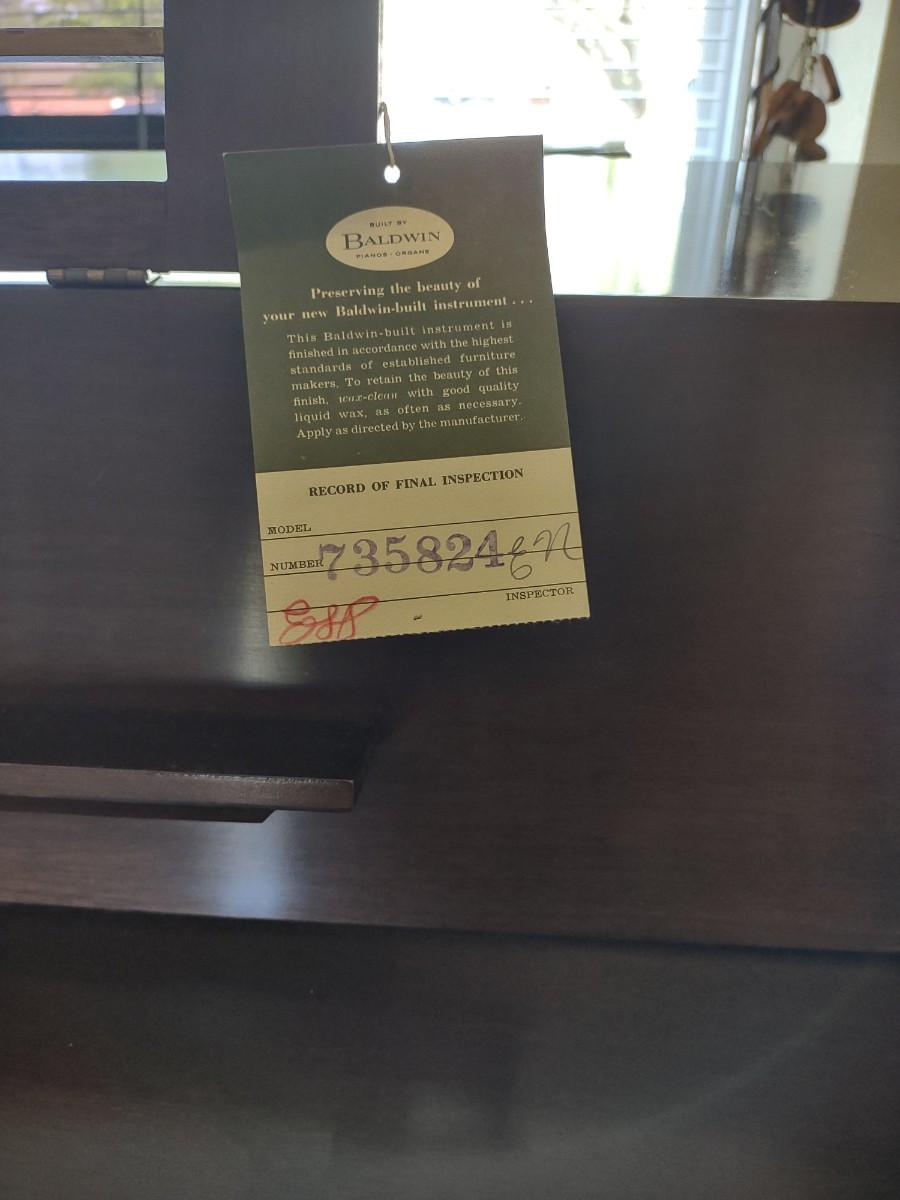 BUILT BY
BALDWIN
PIANOS · ORGANS
Preserving the beauty of
your new Baldwin-built instrument . . .
This Baldwin-built instrument is
finished in accordance with the highest
standards of established furniture
makers. To retain the beauty of this
finish, wax-clean with good quality
liquid wax, as often as necessary.
Apply as directed by the manufacturer.
RECORD OF FINAL INSPECTION
MODEL
NUMBER 735824 EN
INSPECTOR